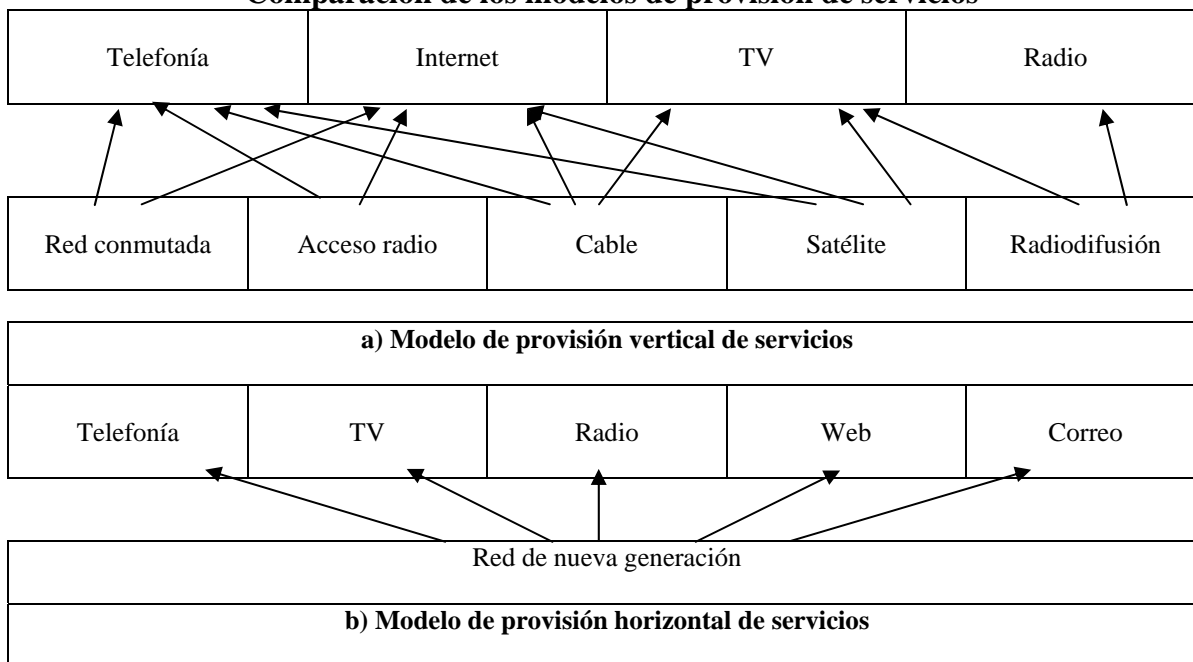 Comparación de los modelos de provisión de servicios
Telefonía Internet TV Radio
Red conmutada Acceso radio Cable Satélite Radiodifusión
a) Modelo de provisión vertical de servicios
Telefonía TV Radio Web Correo
Red de nueva generación
b) Modelo de provisión horizontal de servicios